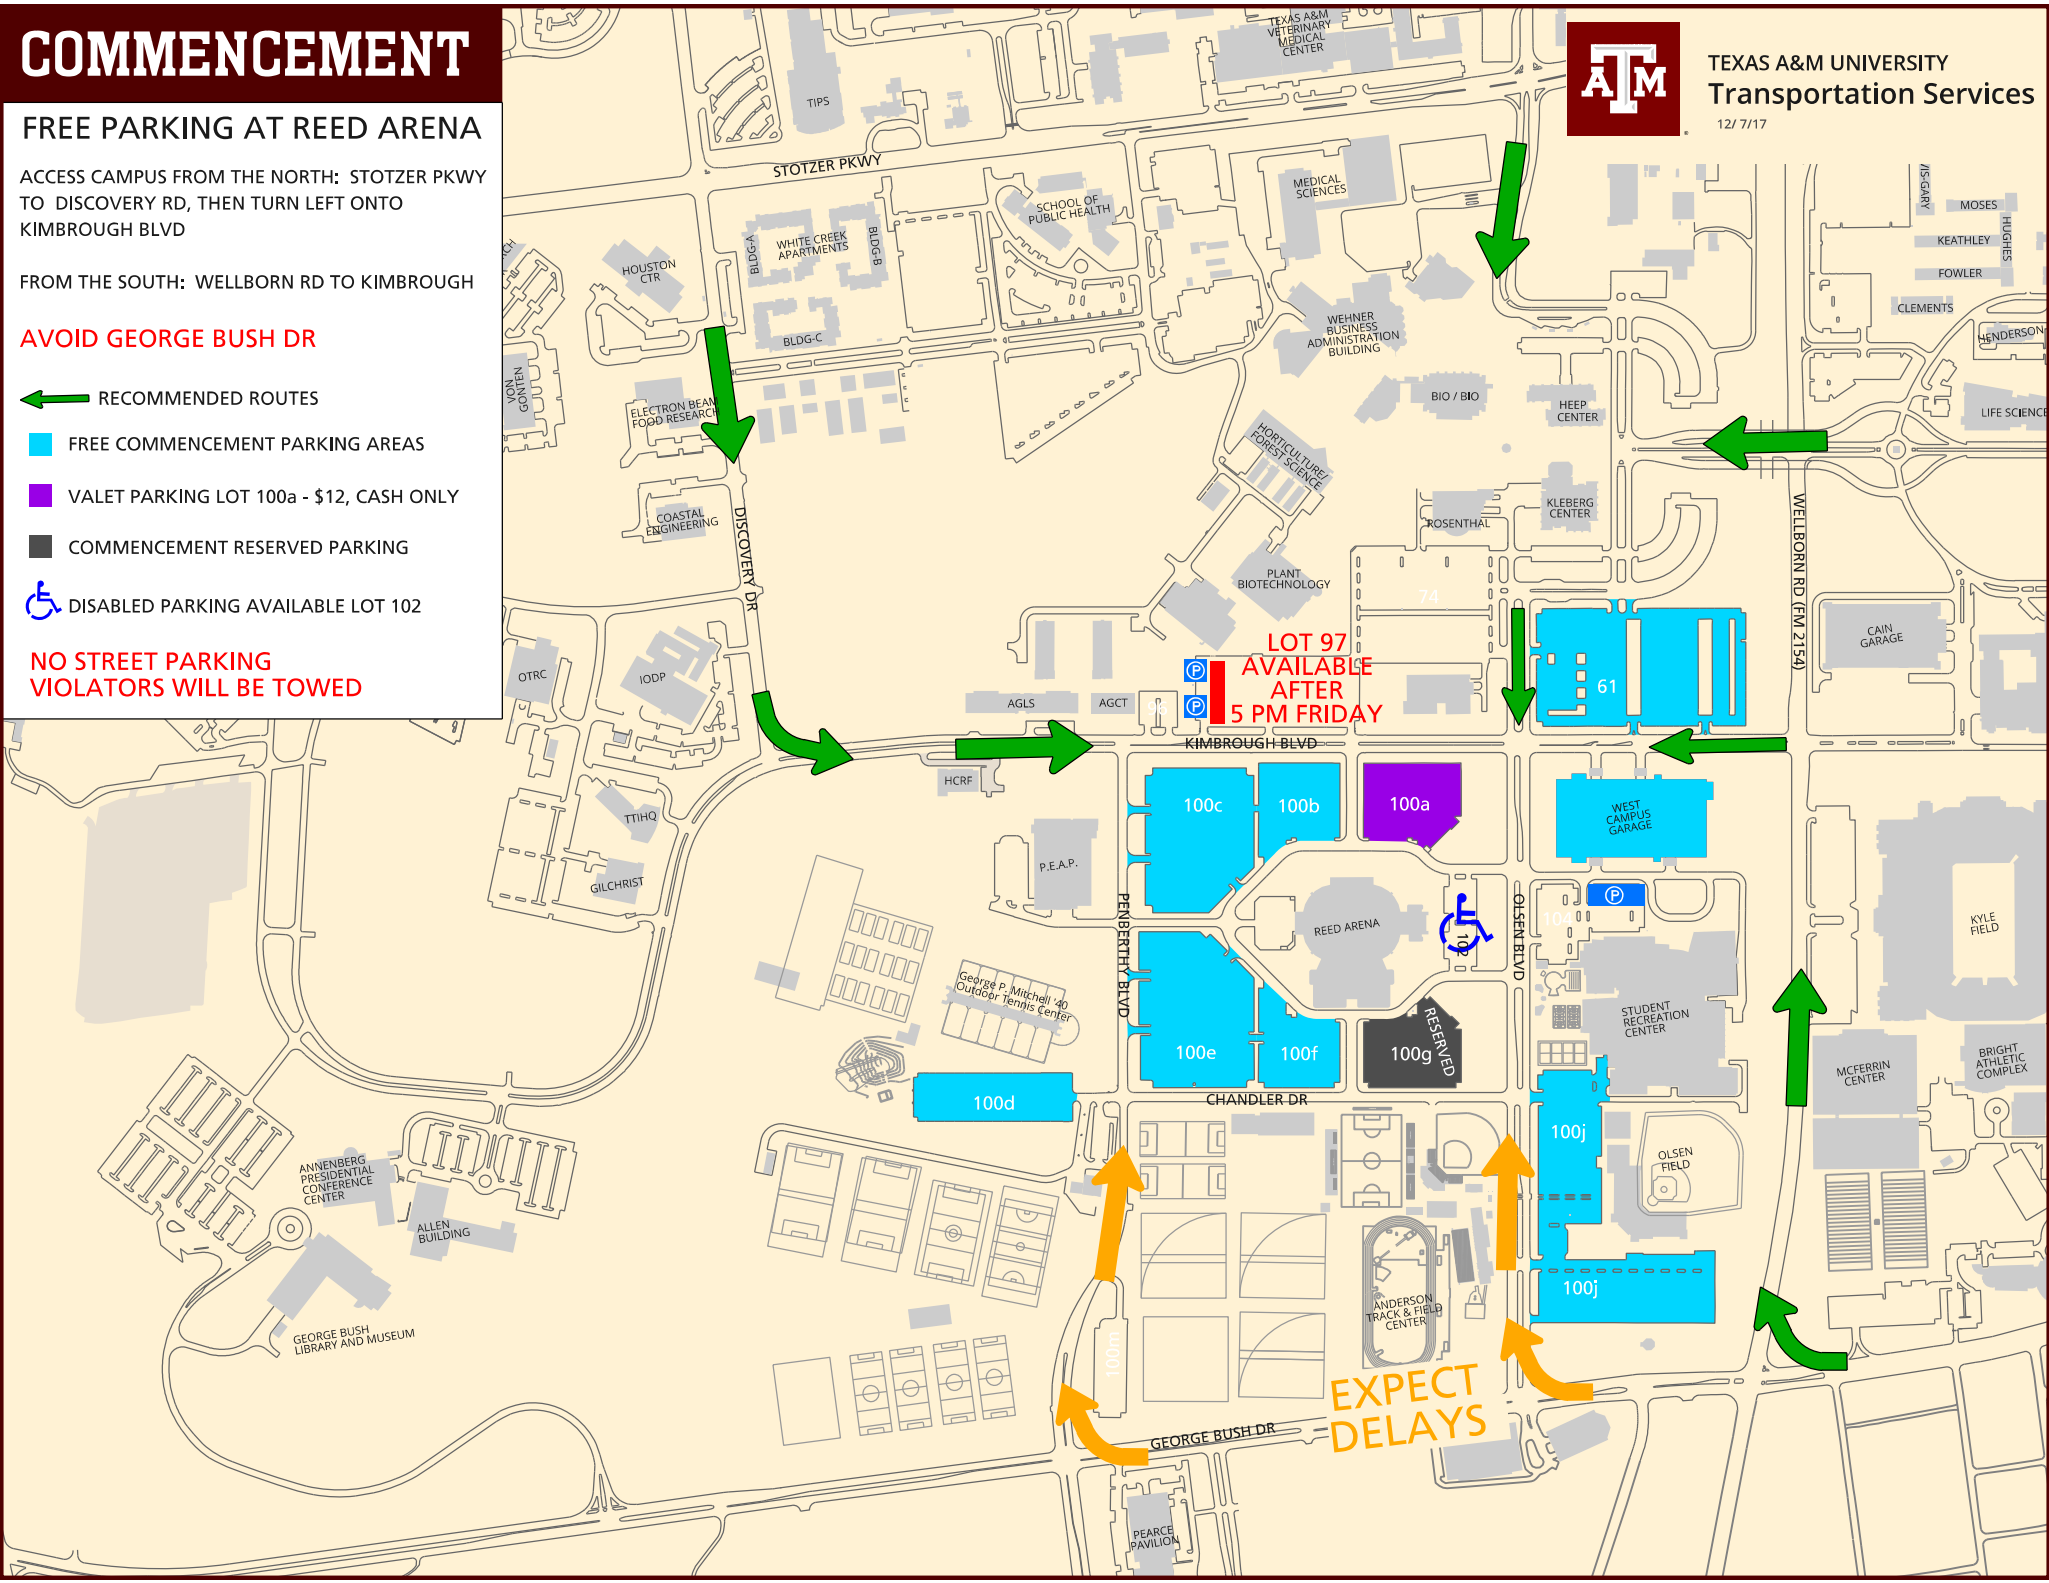 COMMENCEMENT
FREE PARKING AT REED ARENA
ACCESS CAMPUS FROM THE NORTH: STOTZER PKWY
TO DISCOVERY RD, THEN TURN LEFT ONTO
KIMBROUGH BLVD
FROM THE SOUTH: WELLBORN RD TO KIMBROUGH
AVOID GEORGE BUSH DR
RECOMMENDED ROUTES
FREE COMMENCEMENT PARKING AREAS
VALET PARKING LOT 100a - $12, CASH ONLY
COMMENCEMENT RESERVED PARKING
DISABLED PARKING AVAILABLE LOT 102
NO STREET PARKING
VIOLATORS WILL BE TOWED
ATM
TEXAS A&M UNIVERSITY
Transportation Services
12/ 7/17
TEXAS A&M
VETERINARY
MEDICAL
CENTER
TIPS
STOTZER PKWY
MEDICAL
SCIENCES
SCHOOL OF
PUBLIC HEALTH
MOSES
HUGHES
KEATHLEY
FOWLER
CLEMENTS
HENDERSON
BLDG-A
WHITE CREEK
APARTMENTS
BLDG-B
HOUSTON
CTR
BLDG-C
WEHNER
BUSINESS
ADMINISTRATION
BUILDING
VON
GONTEN
ELECTRON BEAM
FOOD RESEARCH
BIO / BIO
HEEP
CENTER
LIFE SCIENCE
HORTICULTURE/
FOREST SCIENCE
COASTAL
ENGINEERING
ROSENTHAL
KLEBERG
CENTER
DISCOVERY DR
WELLBORN RD (FM 2154)
PLANT
BIOTECHNOLOGY
74
CAIN
GARAGE
OTRC
IODP
LOT 97
AVAILABLE
AFTER
5 PM FRIDAY
P
P
61
AGLS
AGCT
KIMBROUGH BLVD
HCRF
TTIHQ
GILCHRIST
P.E.A.P.
100c
100b
100a
WEST
CAMPUS
GARAGE
P
104
PENBERTHY BLVD
REED ARENA
102
OLSEN BLVD
KYLE
FIELD
George P. Mitchell '40
Outdoor Tennis Center
STUDENT
RECREATION
CENTER
100e
100f
100g
RESERVED
MCFERRIN
CENTER
BRIGHT
ATHLETIC
COMPLEX
100d
CHANDLER DR
100j
OLSEN
FIELD
ANNENBERG
PRESIDENTIAL
CONFERENCE
CENTER
ALLEN
BUILDING
GEORGE BUSH
LIBRARY AND MUSEUM
100m
ANDERSON
TRACK & FIELD
CENTER
100j
EXPECT
DELAYS
GEORGE BUSH DR
PEARCE
PAVILION